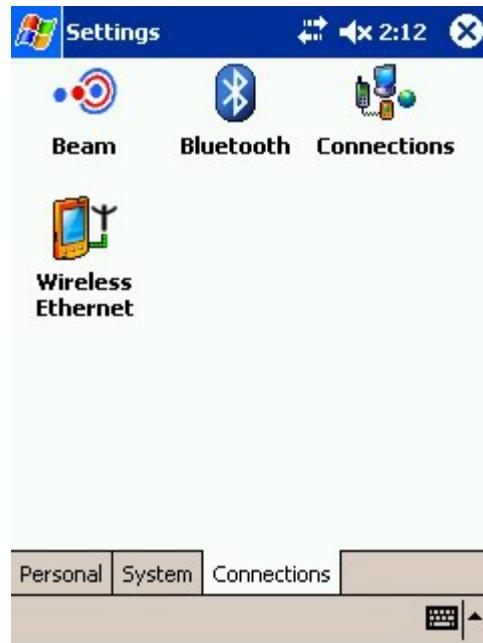 Settings 2:12
Beam Bluetooth Connections
Wireless
Ethernet
Personal System Connections